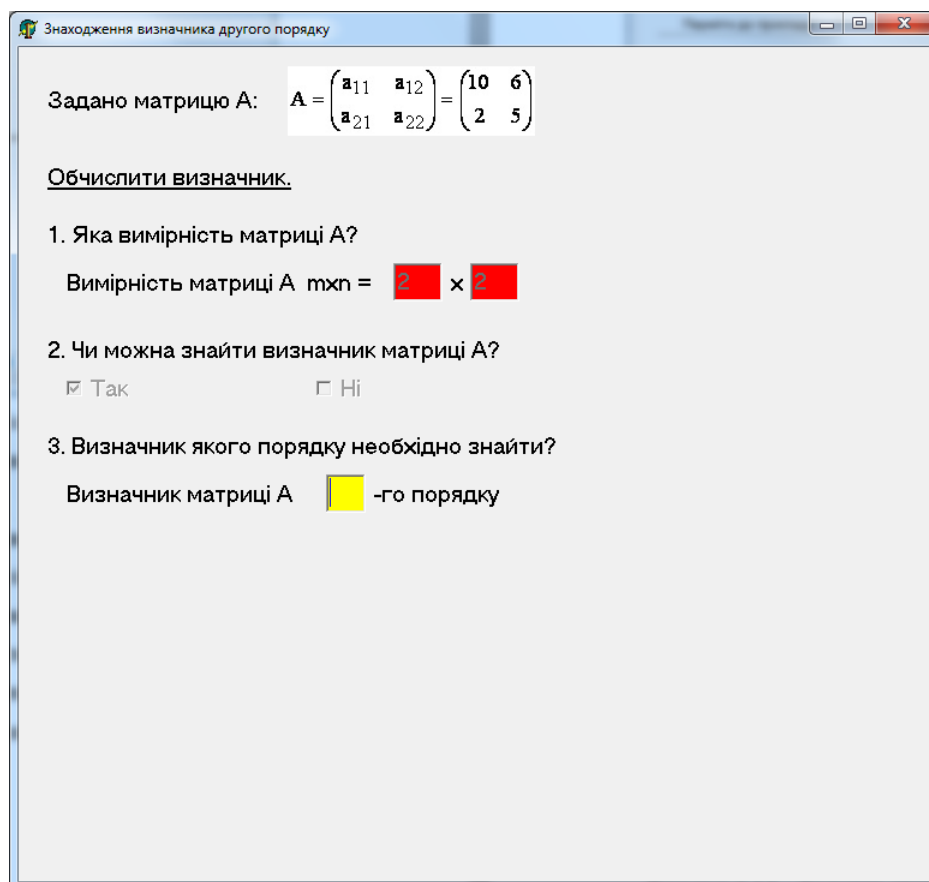 Знаходження визначника другого порядку
Задано матрицю А: A = (a11 a12 a21 a22) = (10 6 2 5)
Обчислити визначник.
1. Яка вимірність матриці А?
Вимірність матриці А mxn = 2 x 2
2. Чи можна знайти визначник матриці А?
Так Ні
3. Визначник якого порядку необхідно знайти?
Визначник матриці А -го порядку